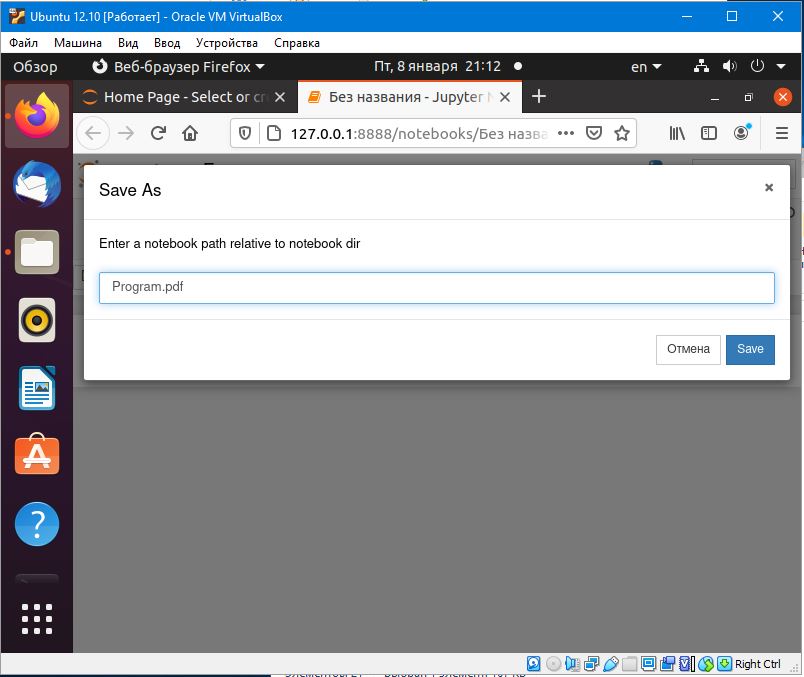 Ubuntu 12.10 [Работает] - Oracle VM VirtualBox
Файл Машина Вид Ввод Устройства Справка
Обзор Веб-браузер Firefox Пт, 8 января 21:12 en
Home Page - Select or cr Без названия - Jupyter N
127.0.0.1:8888/notebooks/Без назва
Save As
Enter a notebook path relative to notebook dir
Program.pdf
Отмена Save
Right Ctrl